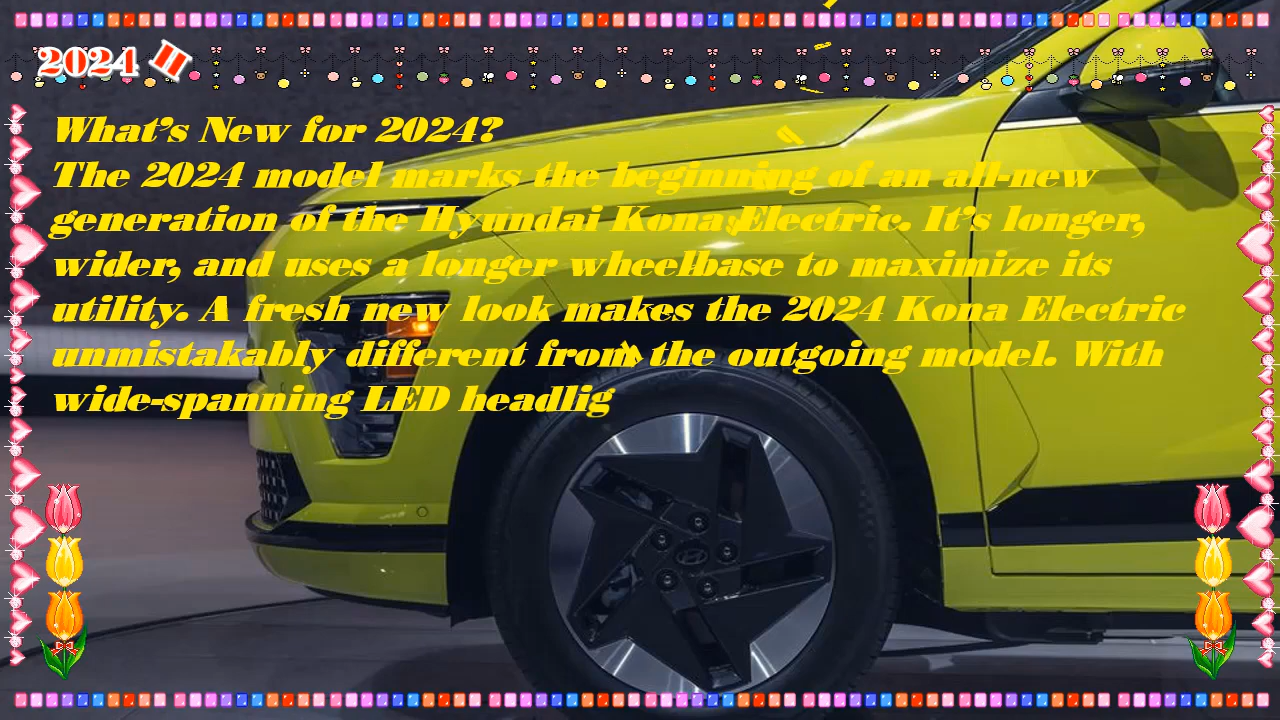 2024 H
What's New for 2024?
The 2024 model marks the beginning of an all-new
generation of the Hyundai Kona Electric. It's longer,
wider, and uses a longer wheelbase to maximize its
utility. A fresh new look makes the 2024 Kona Electric
unmistakably different from the outgoing model. With
wide-spanning LED headlig